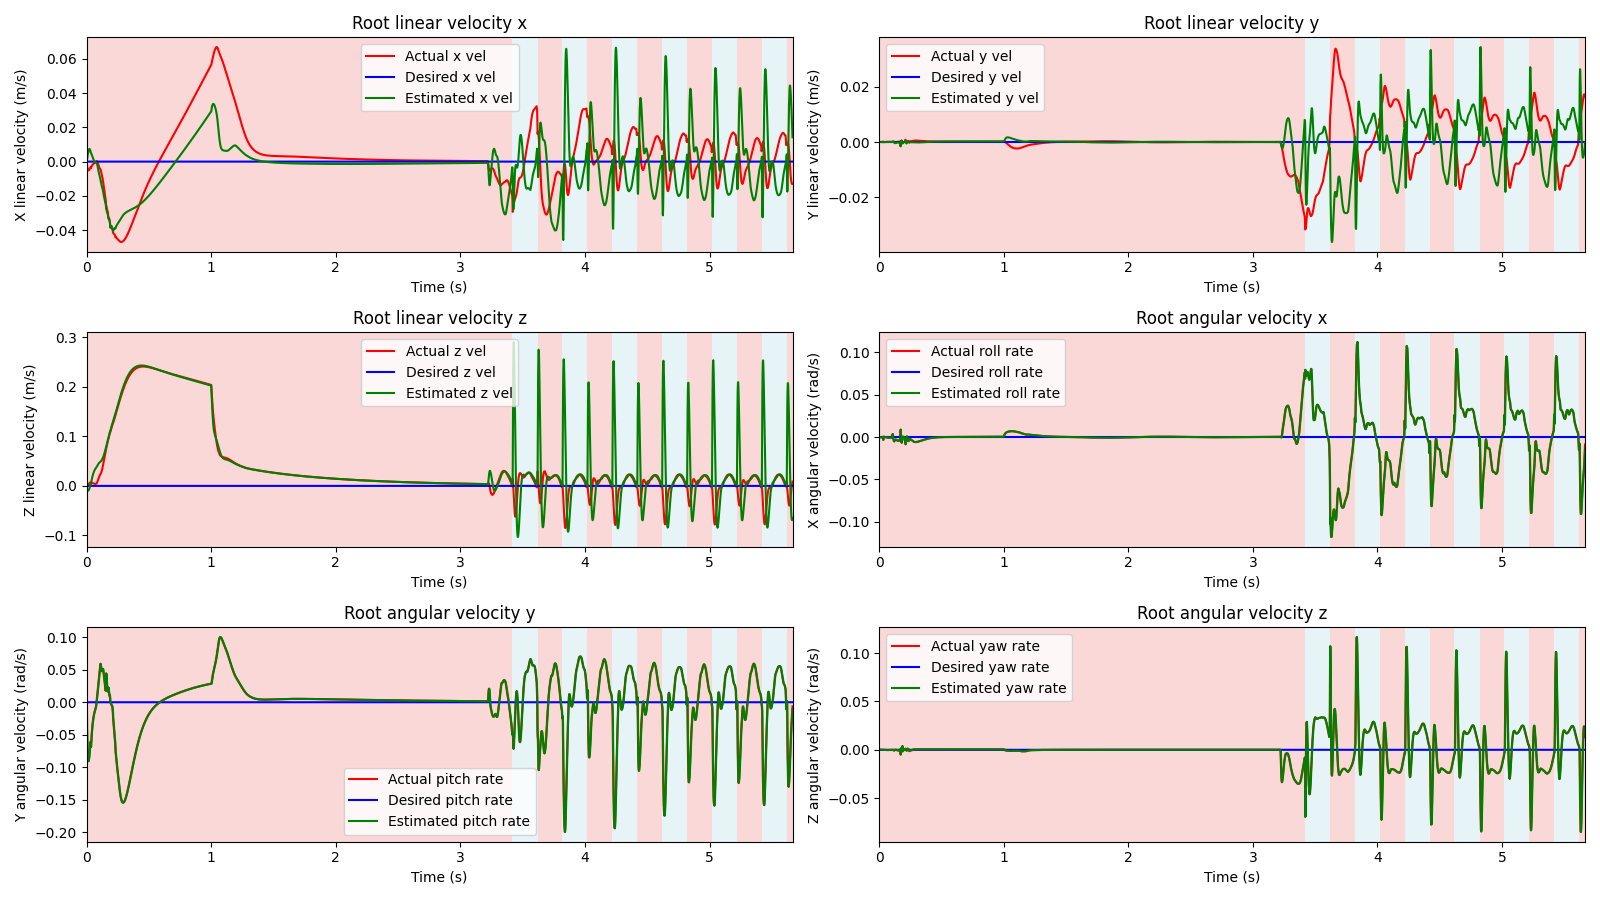 Root linear velocity x
X linear velocity (m/s)
0.06
0.04
0.02
0.00
−0.02
−0.04
Actual x vel
Desired x vel
Estimated x vel
0 1 2 3 4 5
Time (s)
Root linear velocity y
Y linear velocity (m/s)
0.02
0.00
−0.02
Actual y vel
Desired y vel
Estimated y vel
0 1 2 3 4 5
Time (s)
Root linear velocity z
Z linear velocity (m/s)
0.3
0.2
0.1
0.0
−0.1
Actual z vel
Desired z vel
Estimated z vel
0 1 2 3 4 5
Time (s)
Root angular velocity x
X angular velocity (rad/s)
0.10
0.05
0.00
−0.05
−0.10
Actual roll rate
Desired roll rate
Estimated roll rate
0 1 2 3 4 5
Time (s)
Root angular velocity y
Y angular velocity (rad/s)
0.10
0.05
0.00
−0.05
−0.10
−0.15
−0.20
Actual pitch rate
Desired pitch rate
Estimated pitch rate
0 1 2 3 4 5
Time (s)
Root angular velocity z
Z angular velocity (rad/s)
0.10
0.05
0.00
−0.05
Actual yaw rate
Desired yaw rate
Estimated yaw rate
0 1 2 3 4 5
Time (s)